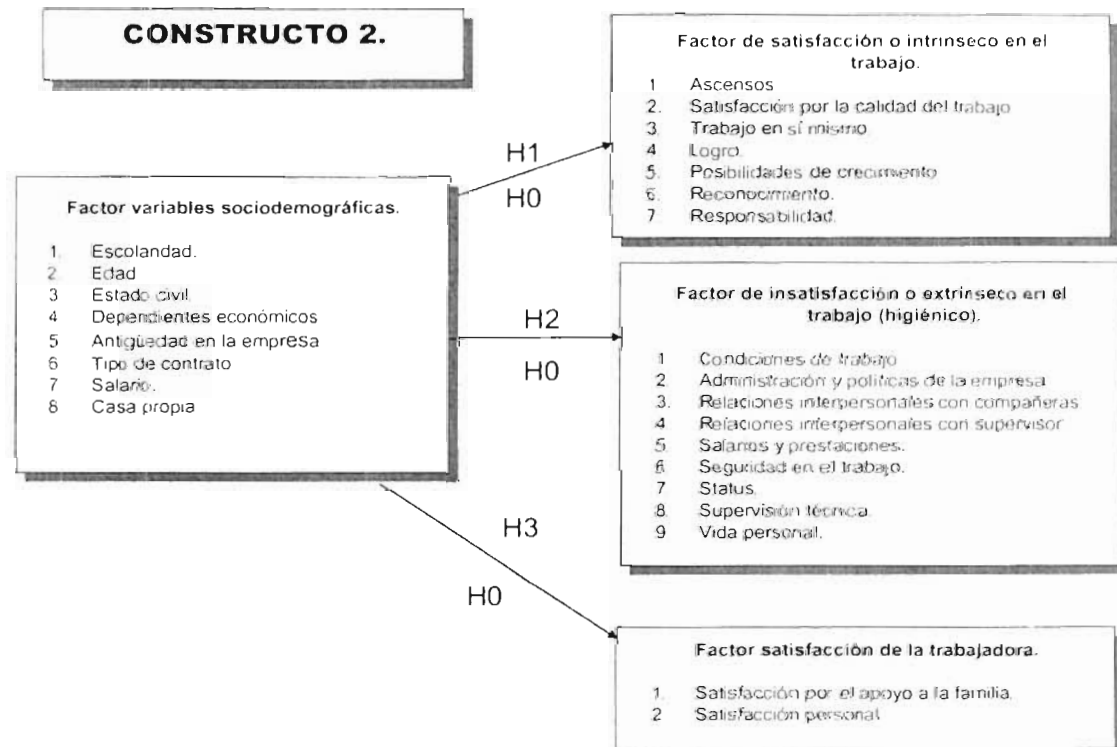 CONSTRUCTO 2.
Factor variables sociodemográficas.
1. Escolandad.
2 Edad
3 Estado civil
4 Dependientes económicos
5 Antigüedad en la empresa
6 Tipo de contrato
7 Salario.
8 Casa propia
H1
H0
H2
H0
H3
H0
Factor de satisfacción o intrinseco en el
trabajo.
1 Ascensos
2. Satisfacción por la calidad del trabajo
3. Trabajo en sí mismo
4 Logro.
5. Posibilidades de crecimiento
6. Reconocimiento.
7 Responsabilidad.
Factor de insatisfacción o extrinseco en el
trabajo (higiénico).
1 Condiciones de trabajo
2 Administración y políticas de la empresa
3. Relaciones interpersonales con compañeras
4 Relaciones interpersonales con supervisor
5 Salarios y prestaciones.
6 Seguridad en el trabajo.
7 Status
8 Supervisión técnica
9 Vida personal.
Factor satisfacción de la trabajadora.
1. Satisfacción por el apoyo a la familia.
2 Satisfacción personal